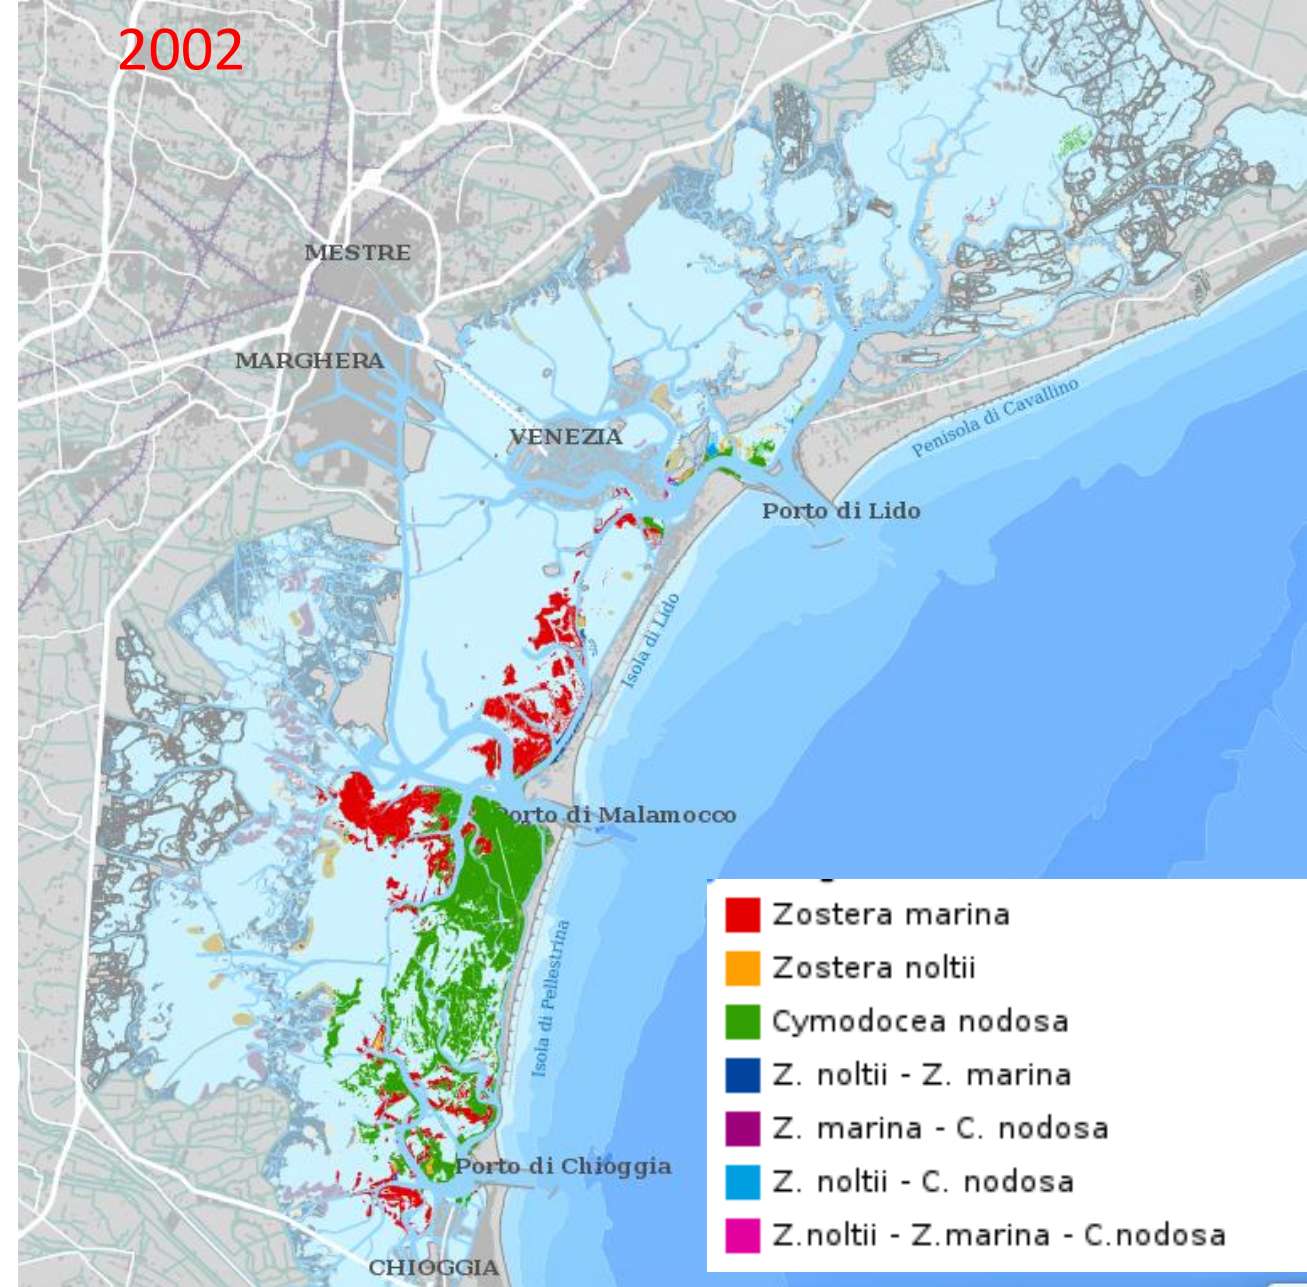 2002
MESTRE
MARGHERA
VENEZIA
Penisola di Cavallino
Porto di Lido
Isola di Lido
Porto di Malamocco
Isola di Pellestrina
Zostera marina
Zostera noltii
Cymodocea nodosa
Z. noltii - Z. marina
Z. marina - C. nodosa
Z. noltii - C. nodosa
Z.noltii - Z.marina - C.nodosa
Porto di Chioggia
CHIOGGIA